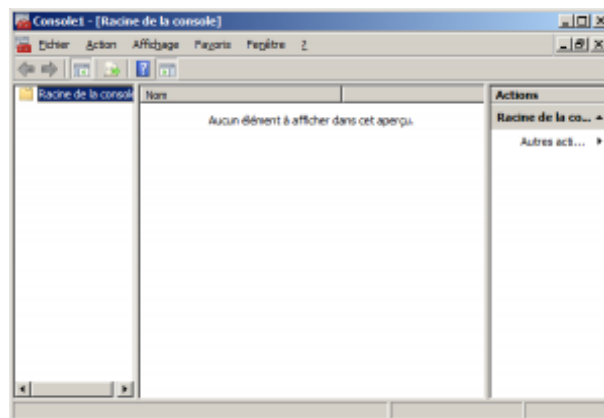 Console1 - [Racine de la console]
Fichier Action Affichage Favoris Fenêtre ?
Racine de la consol
Nom
Aucun élément à afficher dans cet aperçu.
Actions
Racine de la co...
Autres acti...